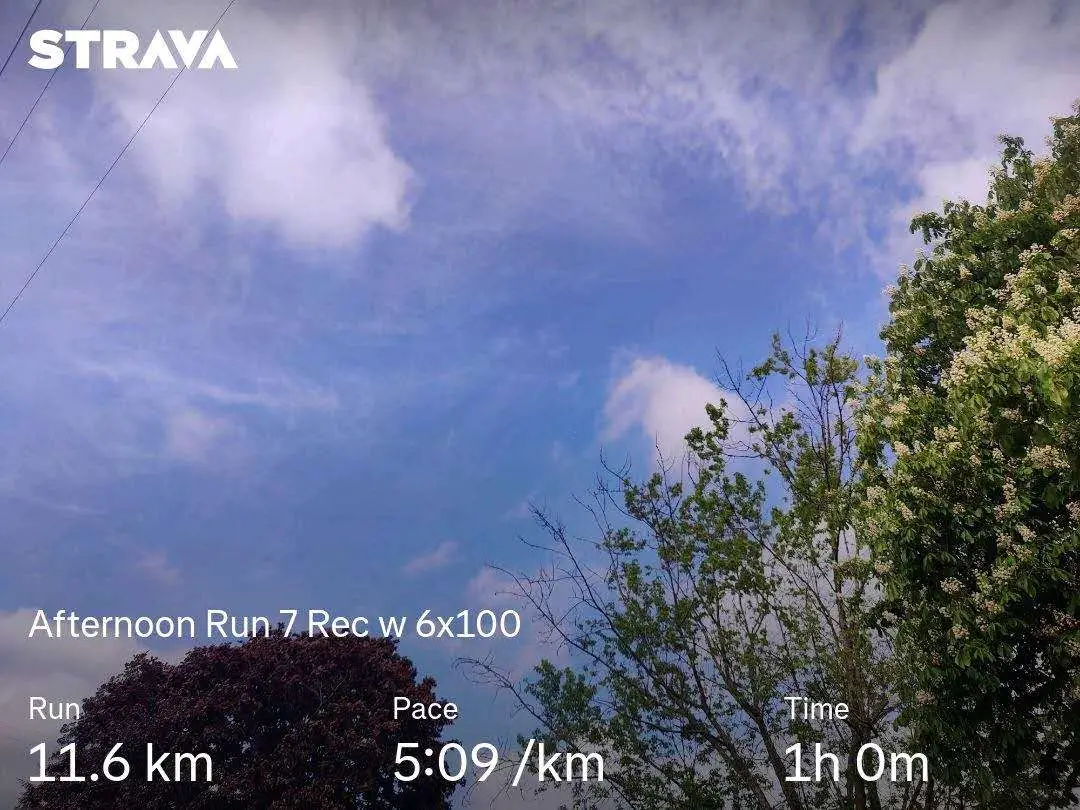 STRAVA
Afternoon Run 7 Rec w 6x100
Run
Pace
Time
11.6 km
5:09 /km
1h 0m